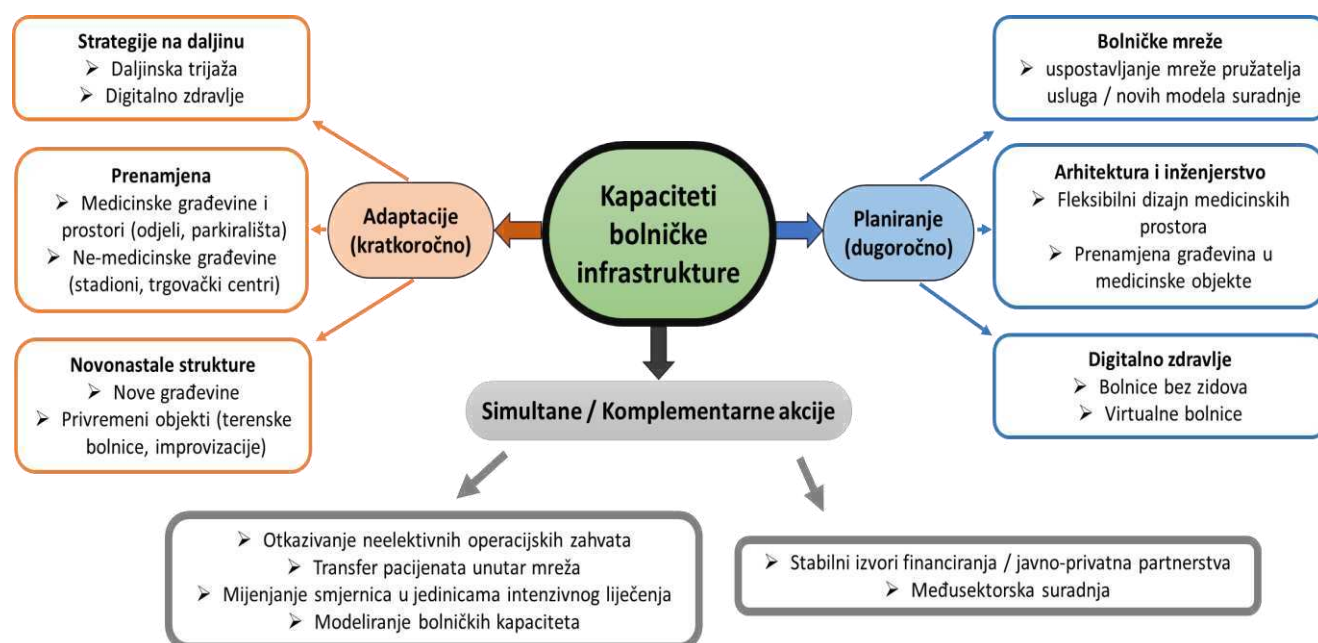 Strategije na daljinu
➢ Daljinska trijaža
➢ Digitalno zdravlje
Prenamjena
➢ Medicinske građevine i
prostori (odjeli, parkirališta)
➢ Ne-medicinske građevine
(stadioni, trgovački centri)
Novonastale strukture
➢ Nove građevine
➢ Privremeni objekti (terenske
bolnice, improvizacije)
Adaptacije
(kratkoročno)
Kapaciteti
bolničke
infrastrukture
Planiranje
(dugoročno)
Bolničke mreže
➢ uspostavljanje mreže pružatelja
usluga / novih modela suradnje
Arhitektura i inženjerstvo
➢ Fleksibilni dizajn medicinskih
prostora
➢ Prenamjena građevina u
medicinske objekte
Digitalno zdravlje
➢ Bolnice bez zidova
➢ Virtualne bolnice
Simultane / Komplementarne akcije
➢ Otkazivanje neelektivnih operacijskih zahvata
➢ Transfer pacijenata unutar mreža
➢ Mijenjanje smjernica u jedinicama intenzivnog liječenja
➢ Modeliranje bolničkih kapaciteta
➢ Stabilni izvori financiranja / javno-privatna partnerstva
➢ Međusektorska suradnja